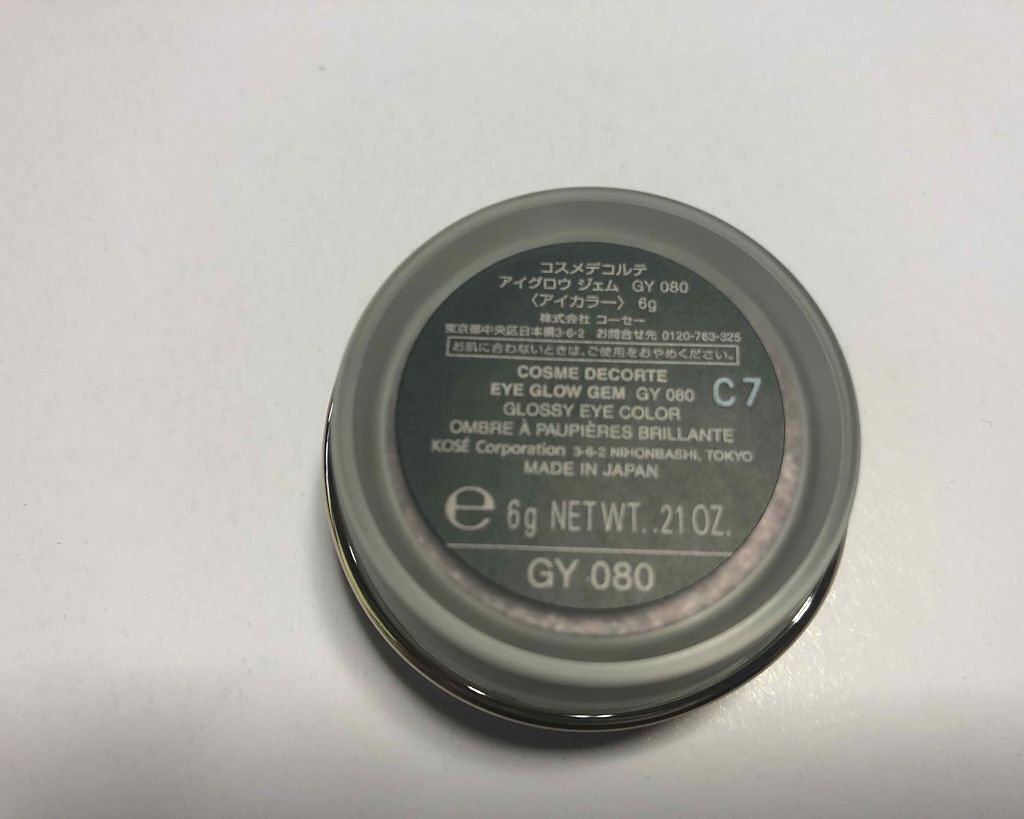 コスメデコルテ
アイグロウ ジェム GY 080
〈アイカラー〉 6g
株式会社 コーセー
東京都中央区日本橋3-6-2 お問合せ先 0120-763-325
お肌に合わないときは、ご使用をおやめください。
COSME DECORTE
EYE GLOW GEM GY 080 C7
GLOSSY EYE COLOR
OMBRE À PAUPIÈRES BRILLANTE
KOSÉ Corporation 3-6-2 NIHONBASHI, TOKYO
MADE IN JAPAN
e 6g NET WT. .21 OZ.
GY 080